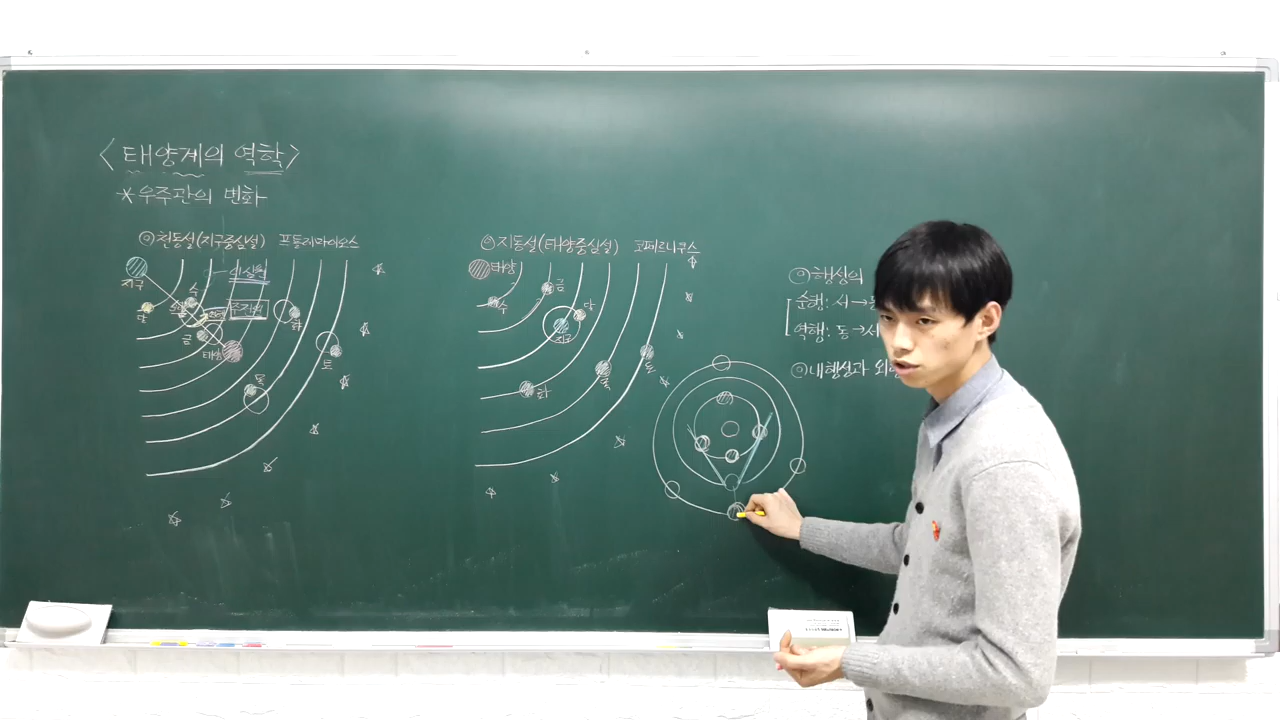 <태양계의 역학>
*우주관의 변화
@천동설(지구중심설) 프톨레마이오스
지구
이심원
수
달
주전원
금
태양
화
목
토
@지동설(태양중심설) 코페르니쿠스
태양
수
금
달
지구
화
목
토
@행성의
순행: 서→동
역행: 동→서
@내행성과 외행